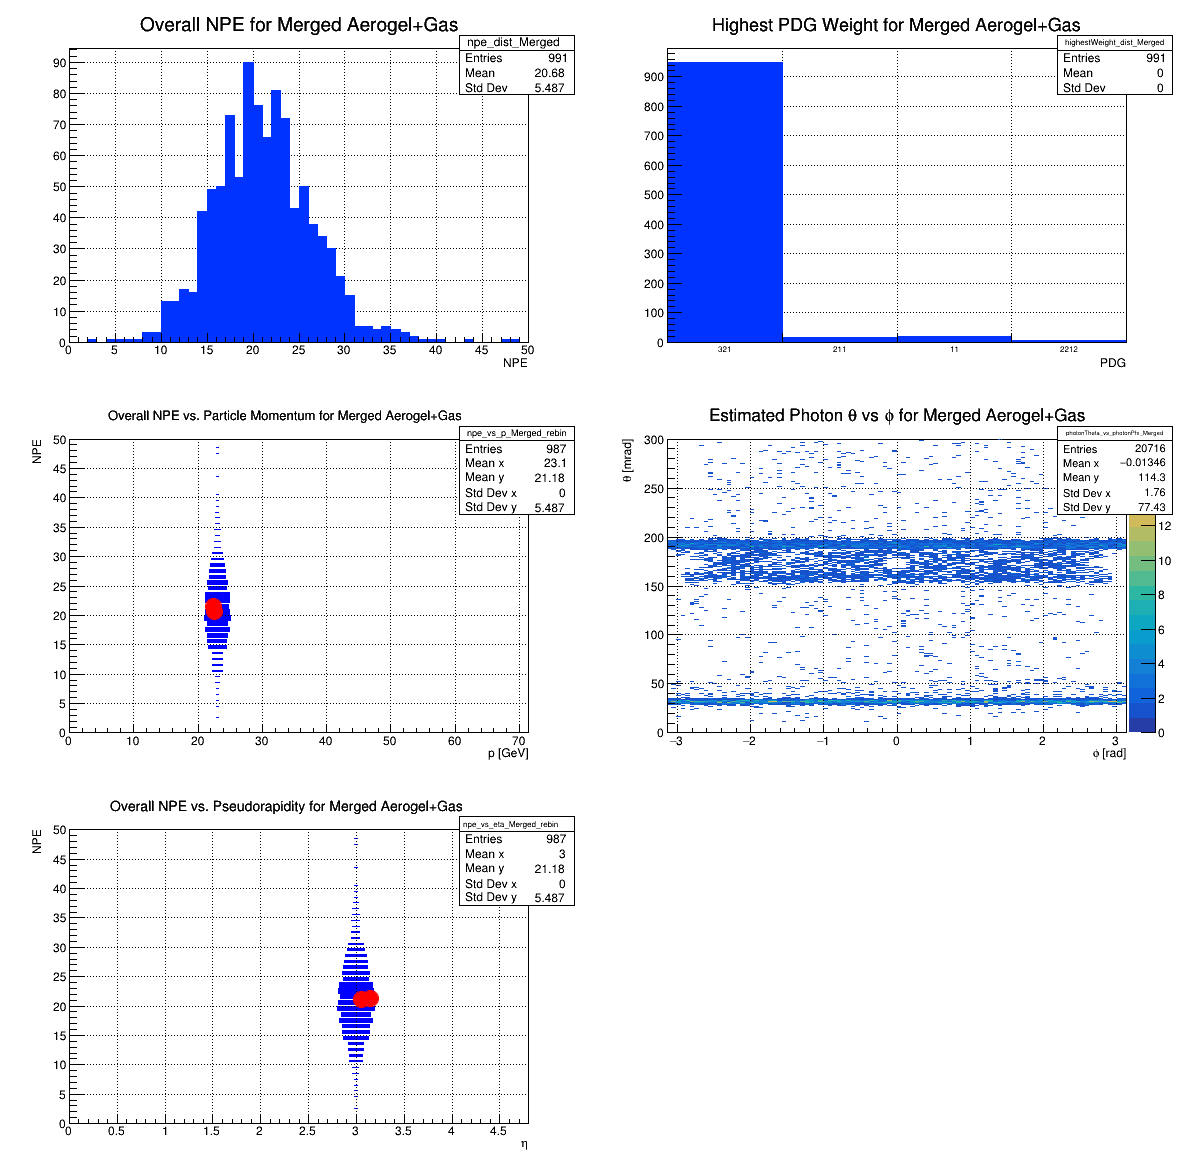 Overall NPE for Merged Aerogel+Gas
npe_dist_Merged
Entries 991
Mean 20.68
Std Dev 5.487
90
80
70
60
50
40
30
20
10
0
0 5 10 15 20 25 30 35 40 45 50
NPE
Highest PDG Weight for Merged Aerogel+Gas
highestWeight_dist_Merged
Entries 991
Mean 0
Std Dev 0
900
800
700
600
500
400
300
200
100
0
321 211 11 2212
PDG
Overall NPE vs. Particle Momentum for Merged Aerogel+Gas
npe_vs_p_Merged_rebin
Entries 987
Mean x 23.1
Mean y 21.18
Std Dev x 0
Std Dev y 5.487
NPE
50
45
40
35
30
25
20
15
10
5
0
0 10 20 30 40 50 60 70
p [GeV]
Estimated Photon θ vs ϕ for Merged Aerogel+Gas
photonTheta_vs_photonPhi_Merged
Entries 20716
Mean x −0.01346
Mean y 114.3
Std Dev x 1.76
Std Dev y 77.43
θ [mrad]
300
250
200
150
100
50
0
−3 −2 −1 0 1 2 3
ϕ [rad]
12
10
8
6
4
2
0
Overall NPE vs. Pseudorapidity for Merged Aerogel+Gas
npe_vs_eta_Merged_rebin
Entries 987
Mean x 3
Mean y 21.18
Std Dev x 0
Std Dev y 5.487
NPE
50
45
40
35
30
25
20
15
10
5
0
0 0.5 1 1.5 2 2.5 3 3.5 4 4.5
η